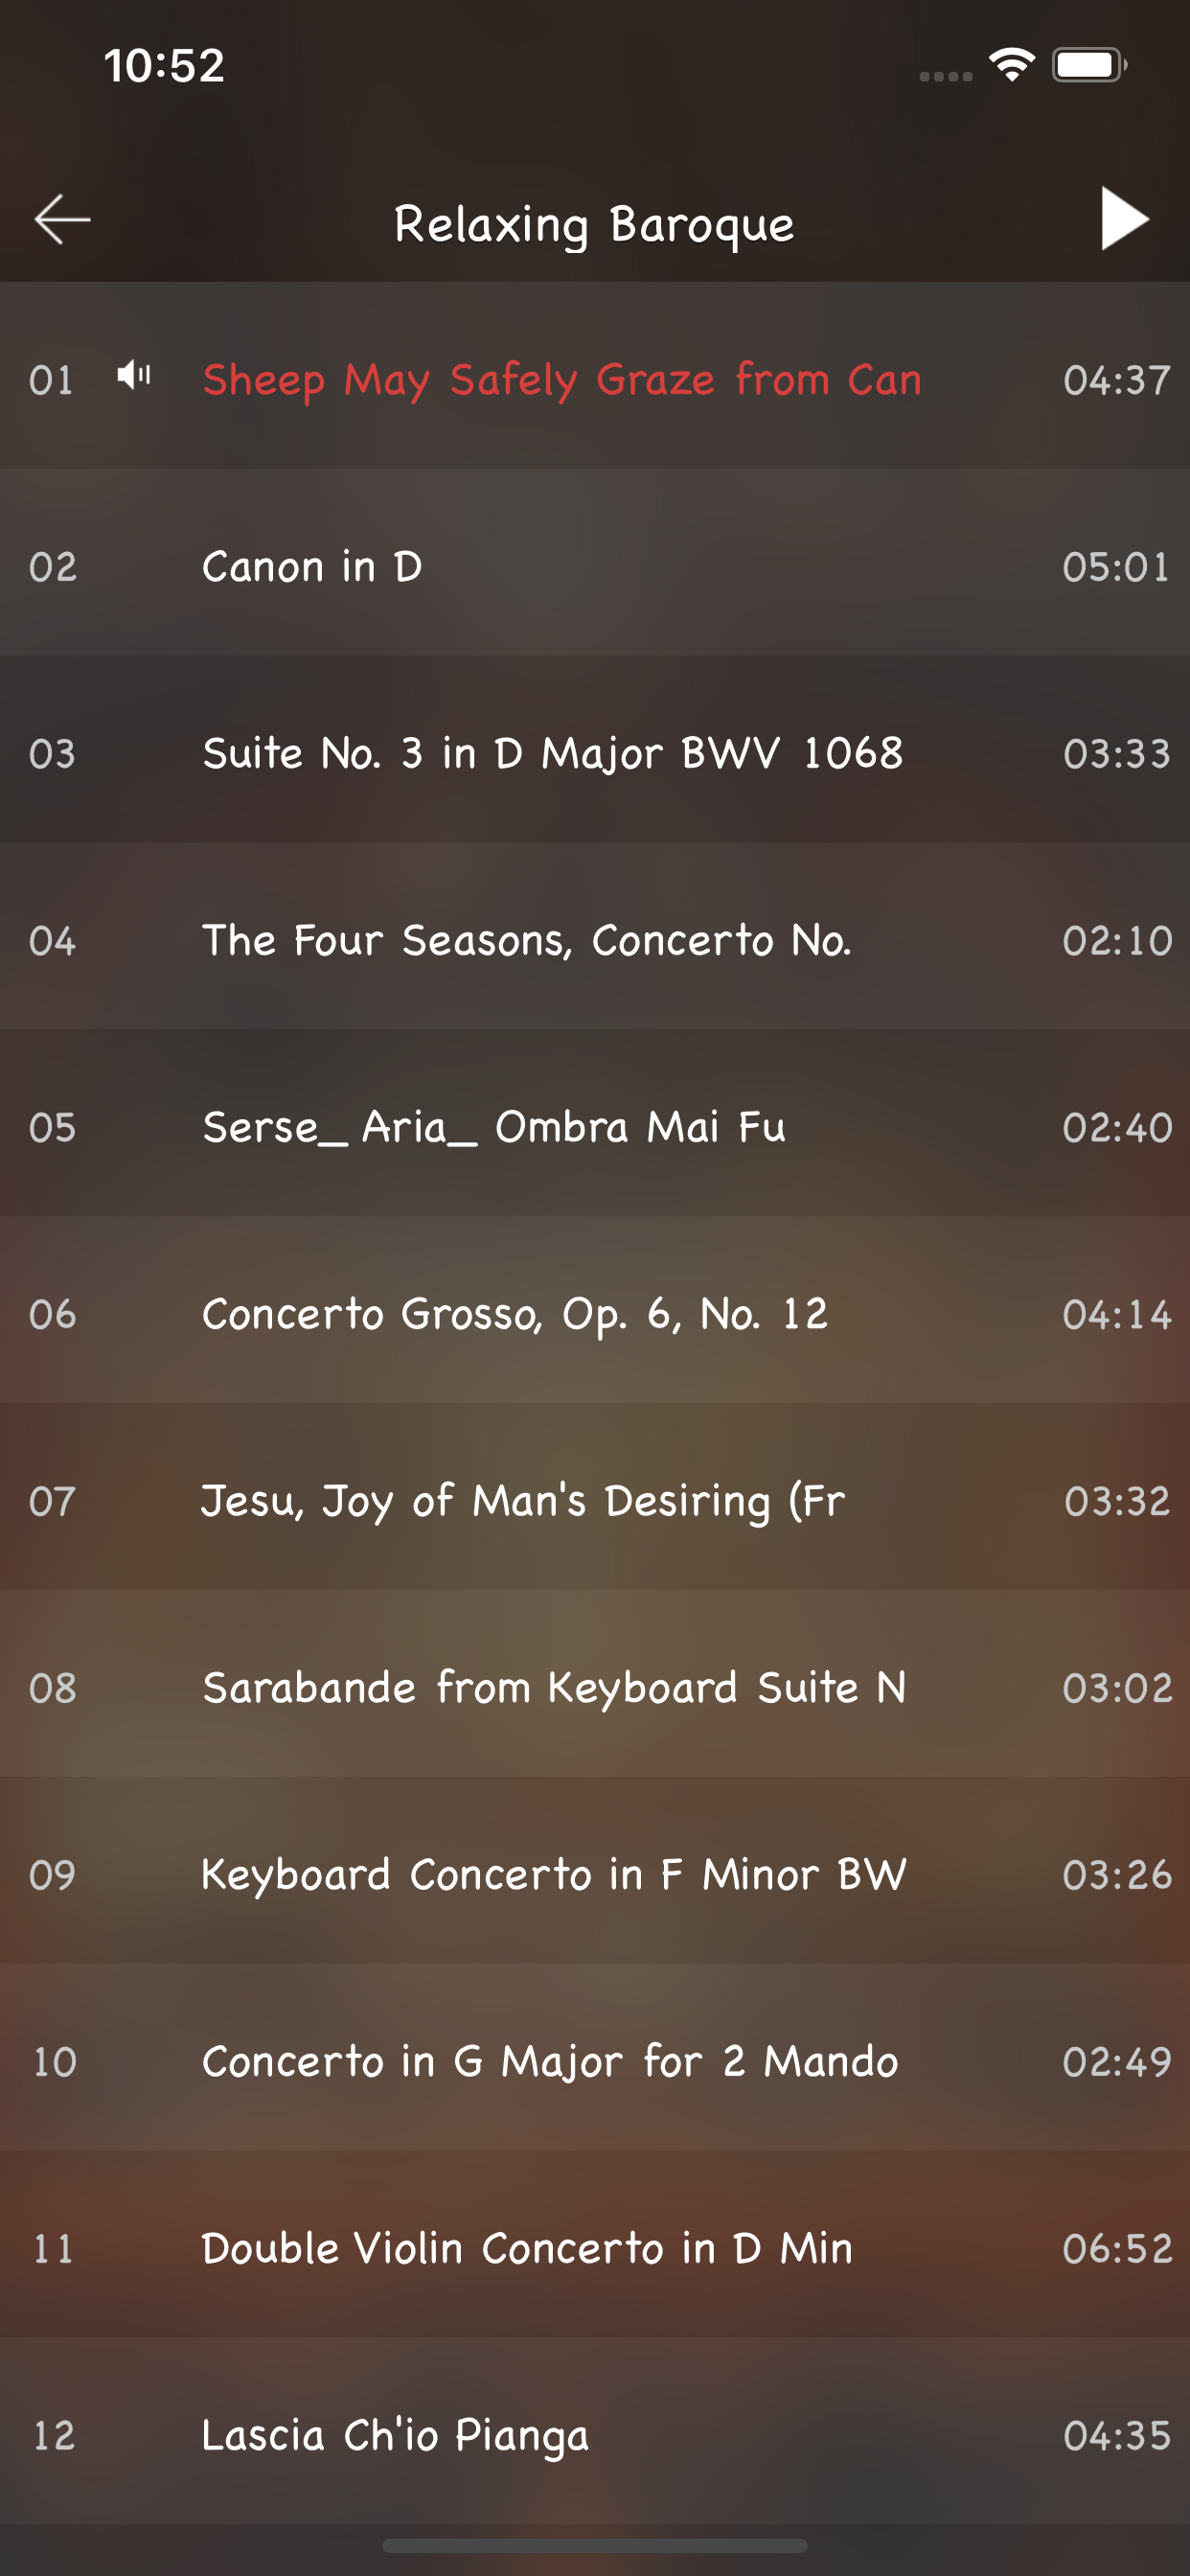 10:52
Relaxing Baroque
01 Sheep May Safely Graze from Can 04:37
02 Canon in D 05:01
03 Suite No. 3 in D Major BWV 1068 03:33
04 The Four Seasons, Concerto No. 02:10
05 Serse_ Aria_ Ombra Mai Fu 02:40
06 Concerto Grosso, Op. 6, No. 12 04:14
07 Jesu, Joy of Man's Desiring (Fr 03:32
08 Sarabande from Keyboard Suite N 03:02
09 Keyboard Concerto in F Minor BW 03:26
10 Concerto in G Major for 2 Mando 02:49
11 Double Violin Concerto in D Min 06:52
12 Lascia Ch'io Pianga 04:35